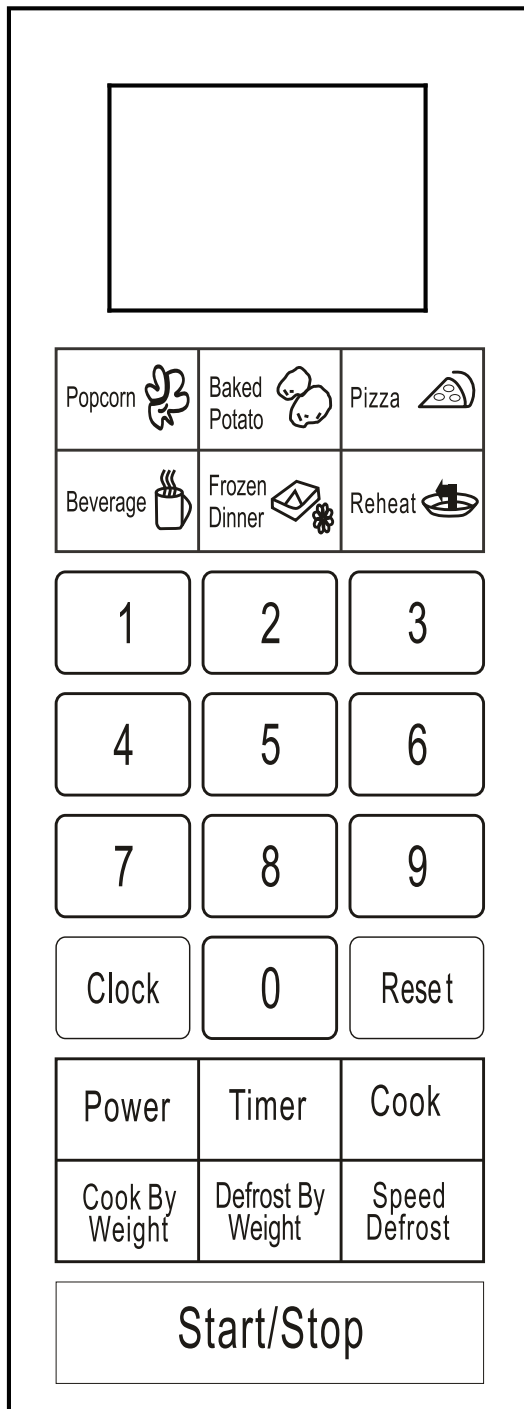 Popcorn
Baked
Potato
Pizza
Beverage
Frozen
Dinner
Reheat
1
2
3
4
5
6
7
8
9
Clock
0
Reset
Power
Timer
Cook
Cook By
Weight
Defrost By
Weight
Speed
Defrost
Start/Stop